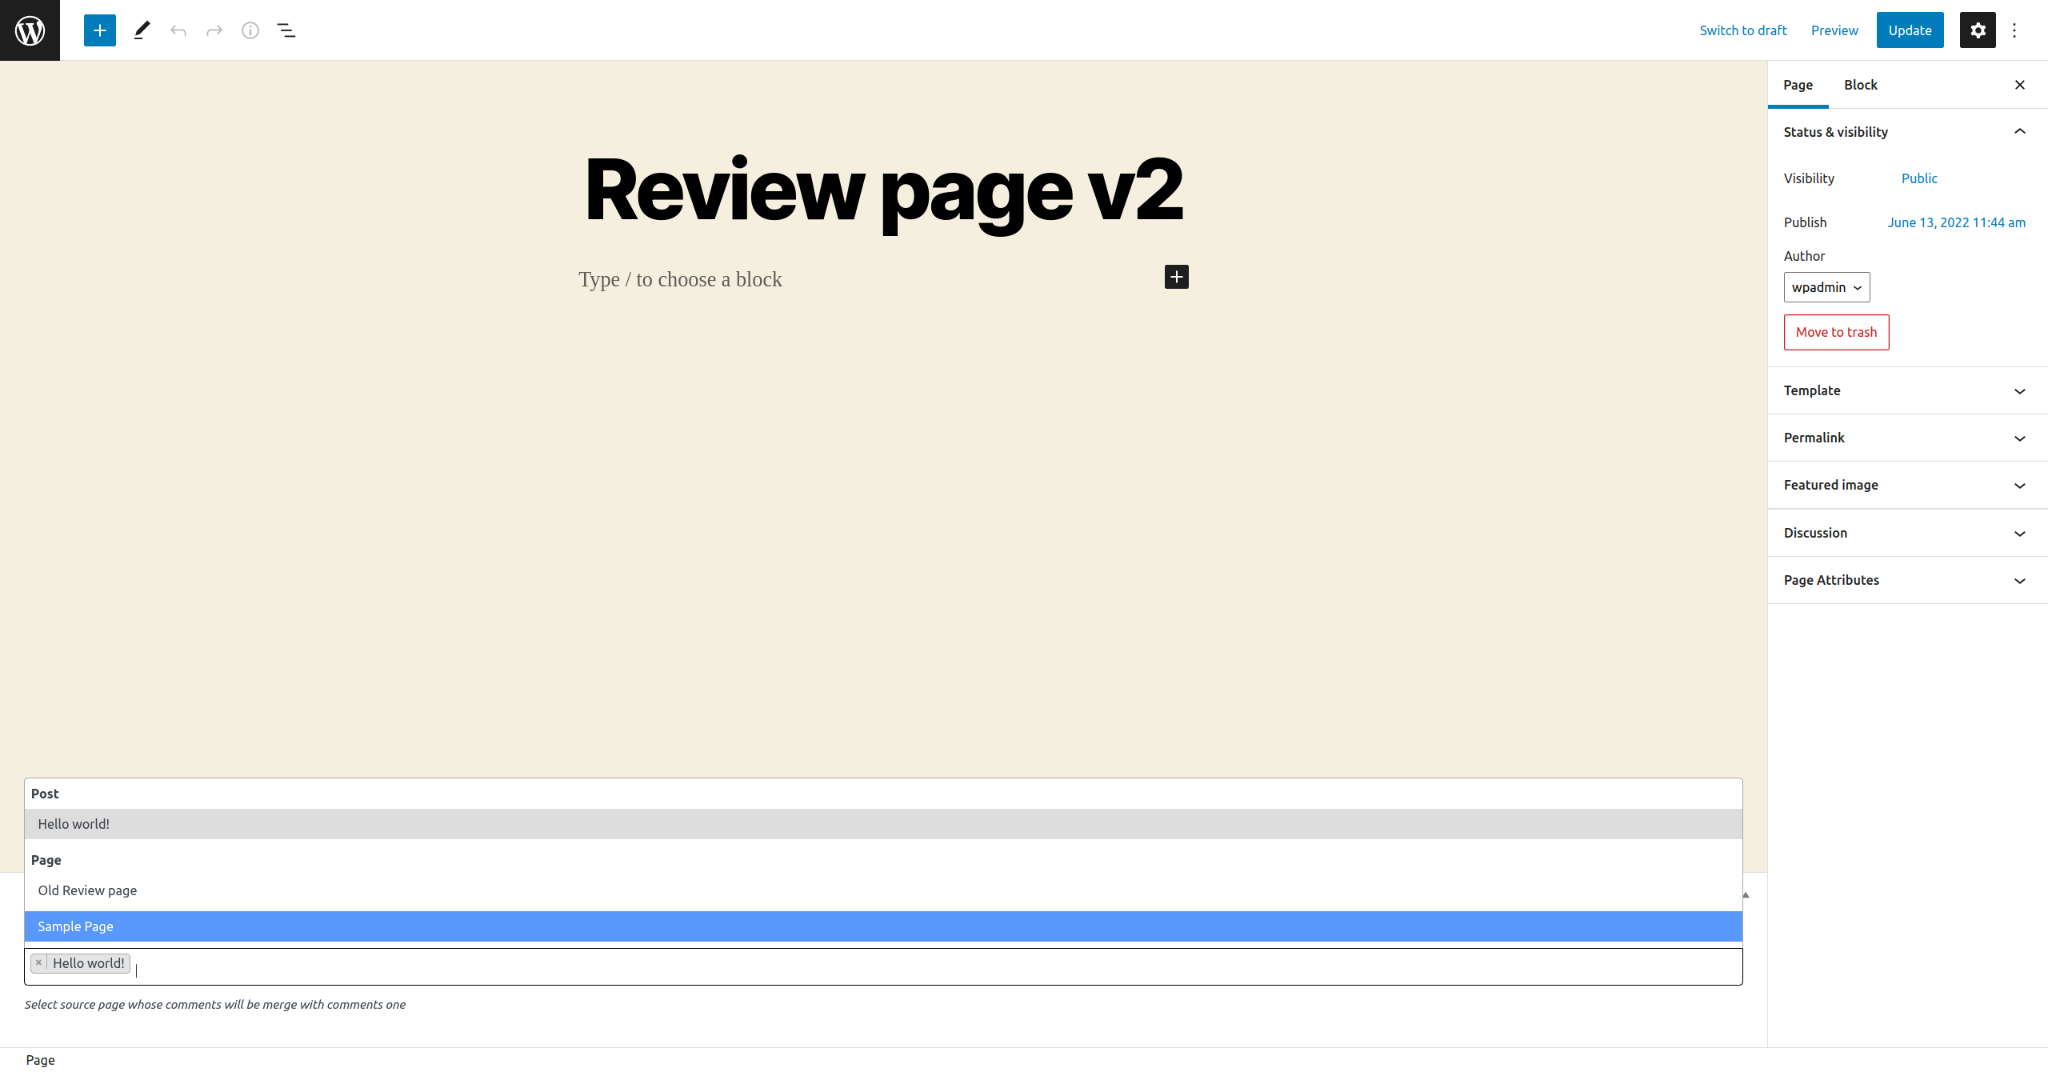 Switch to draft Preview Update
Page Block
Status & visibility
Visibility Public
Publish June 13, 2022 11:44 am
Author
wpadmin
Move to trash
Template
Permalink
Featured image
Discussion
Page Attributes
Review page v2
Type / to choose a block
Post
Hello world!
Page
Old Review page
Sample Page
× Hello world!
Select source page whose comments will be merge with comments one
Page